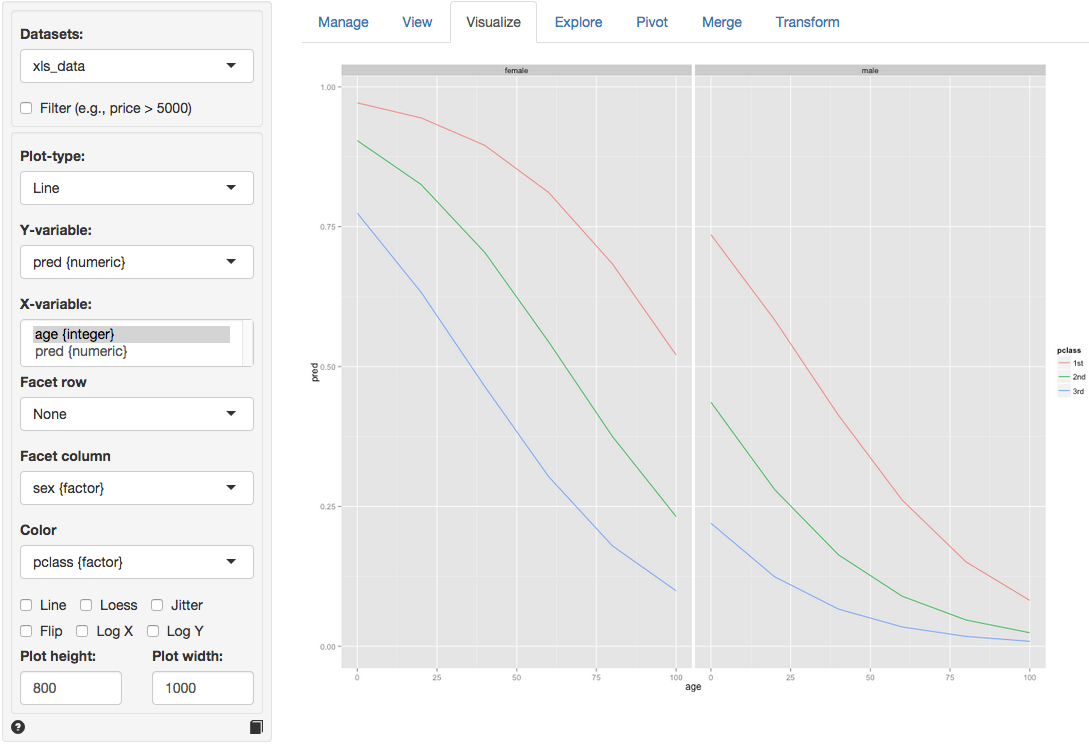 Datasets:
xls_data
Filter (e.g., price > 5000)
Plot-type:
Line
Y-variable:
pred {numeric}
X-variable:
age {integer}
pred {numeric}
Facet row
None
Facet column
sex {factor}
Color
pclass {factor}
Line Loess Jitter
Flip Log X Log Y
Plot height: Plot width:
800 1000
?
Manage View Visualize Explore Pivot Merge Transform
female male
1.00
0.75
0.50
0.25
0.00
pred
0 25 50 75 100 0 25 50 75 100
age
pclass
1st
2nd
3rd